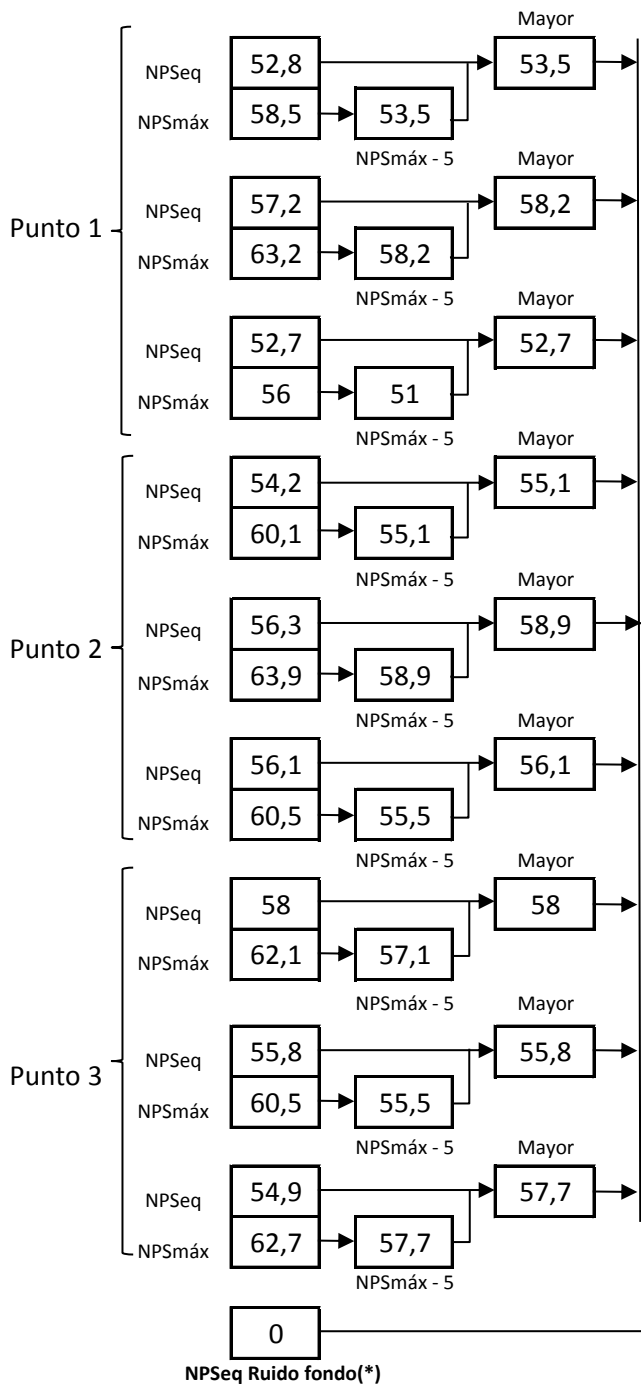 Mayor
NPSeq 52,8 53,5
NPSmáx 58,5 53,5
NPSmáx - 5
Mayor
NPSeq 57,2 58,2
Punto 1
NPSmáx 63,2 58,2
NPSmáx - 5
Mayor
NPSeq 52,7 52,7
NPSmáx 56 51
NPSmáx - 5
Mayor
NPSeq 54,2 55,1
NPSmáx 60,1 55,1
NPSmáx - 5
Mayor
NPSeq 56,3 58,9
Punto 2
NPSmáx 63,9 58,9
NPSmáx - 5
Mayor
NPSeq 56,1 56,1
NPSmáx 60,5 55,5
NPSmáx - 5
Mayor
NPSeq 58 58
NPSmáx 62,1 57,1
NPSmáx - 5
Mayor
NPSeq 55,8 55,8
Punto 3
NPSmáx 60,5 55,5
NPSmáx - 5
Mayor
NPSeq 54,9 57,7
NPSmáx 62,7 57,7
NPSmáx - 5
0
NPSeq Ruido fondo(*)